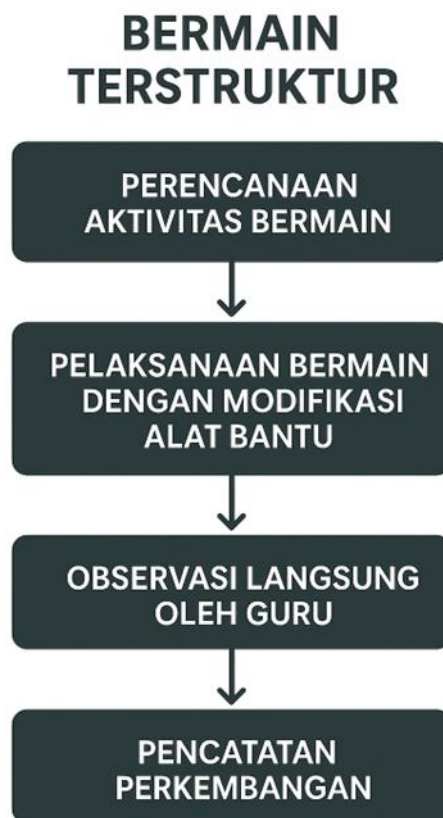 BERMAIN
TERSTRUKTUR
PERENCANAAN
AKTIVITAS BERMAIN
PELAKSANAAN BERMAIN
DENGAN MODIFIKASI
ALAT BANTU
OBSERVASI LANGSUNG
OLEH GURU
PENCATATAN
PERKEMBANGAN